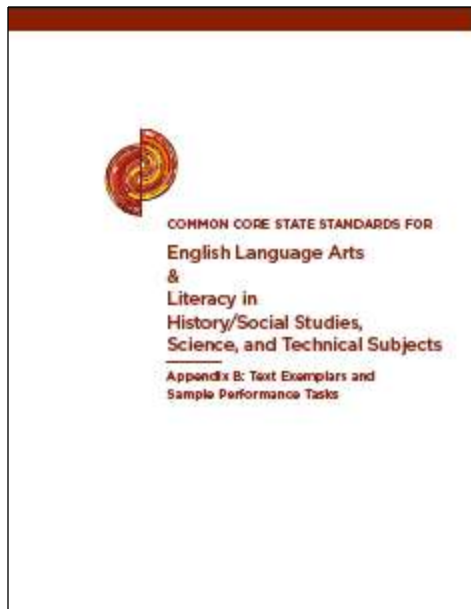 COMMON CORE STATE STANDARDS FOR
English Language Arts
&
Literacy in
History/Social Studies,
Science, and Technical Subjects
Appendix B: Text Exemplars and
Sample Performance Tasks